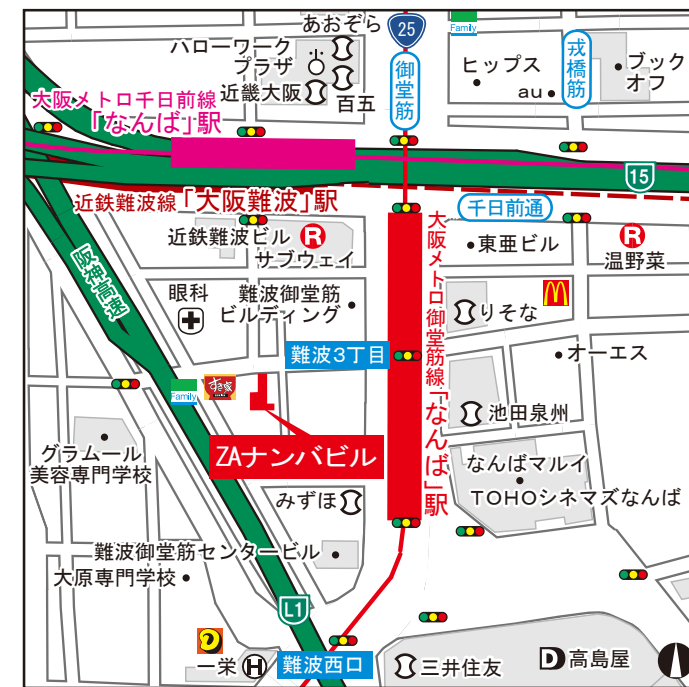 あおぞら
25
Family
ハローワーク
プラザ
近畿大阪
百五
御堂筋
ヒップス
au
戎橋筋
ブック
オフ
大阪メトロ千日前線
「なんば」駅
15
近鉄難波線「大阪難波」駅
千日前通
近鉄難波ビル
R
サブウェイ
大阪メトロ御堂筋線「なんば」駅
東亜ビル
R
温野菜
阪神高速
眼科
難波御堂筋
ビルディング
りそな
M
難波3丁目
オーエス
Family
すき家
池田泉州
グラムール
美容専門学校
ZAナンバビル
なんばマルイ
TOHOシネマズなんば
みずほ
難波御堂筋センタービル
大原専門学校
L1
一栄
H
難波西口
三井住友
D
高島屋